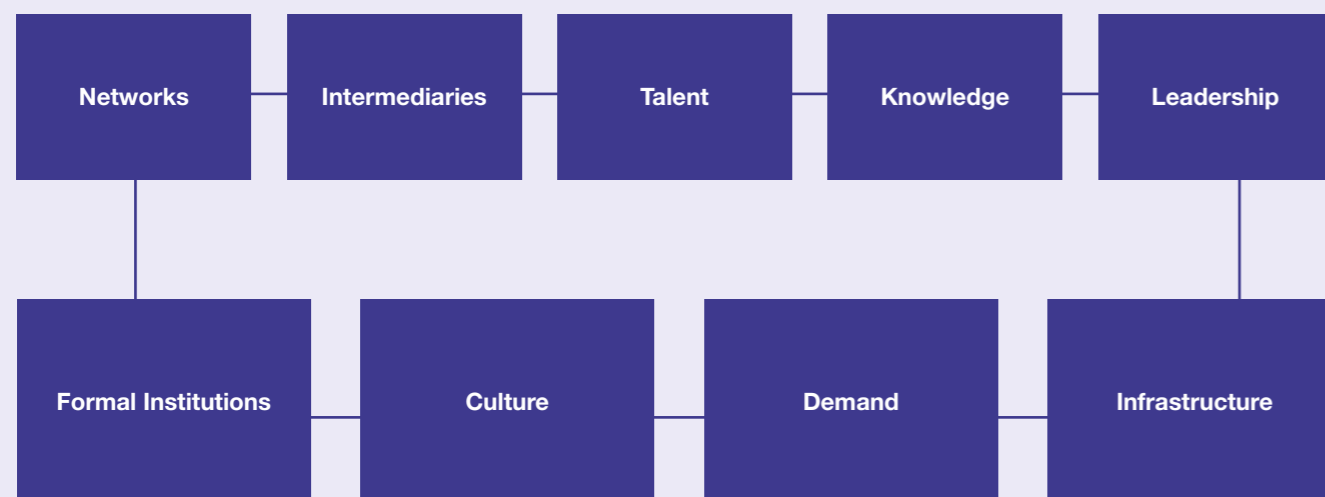 Networks
Intermediaries
Talent
Knowledge
Leadership
Formal Institutions
Culture
Demand
Infrastructure